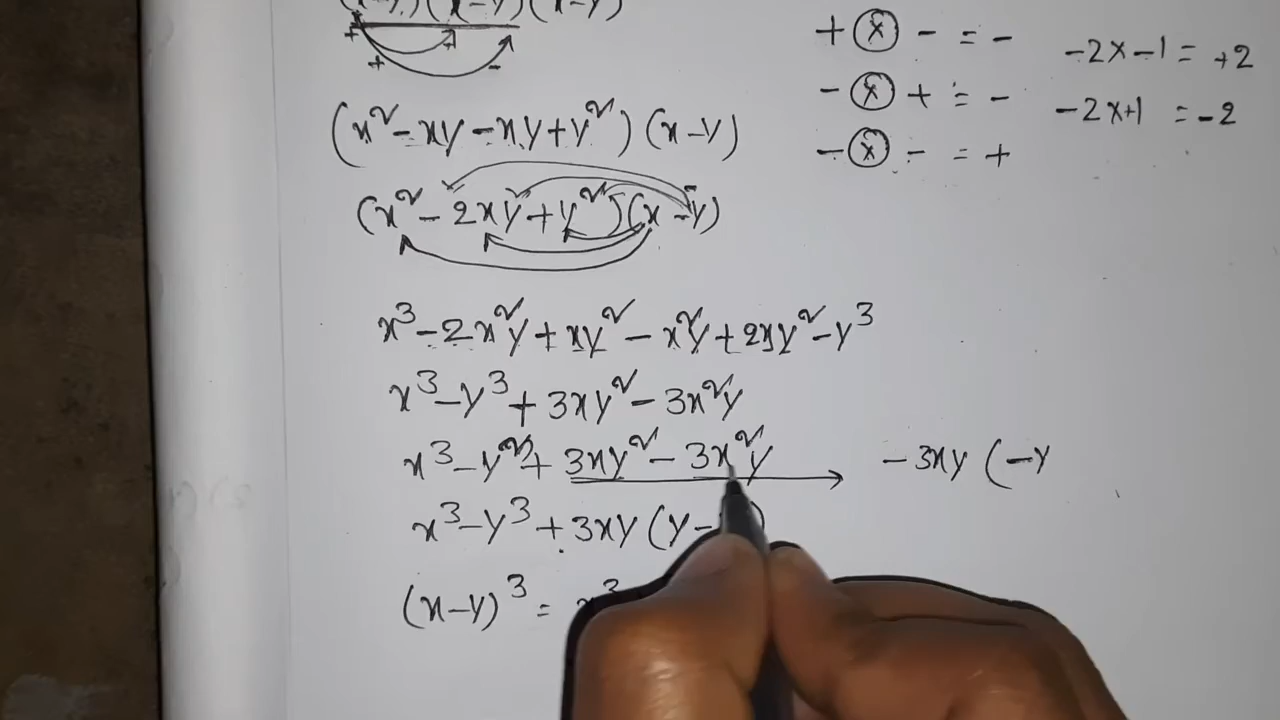 (x² - xy - xy + y²) (x - y)
(x² - 2xy + y²) (x - y)
x³ - 2x²y + xy² - x²y + 2xy² - y³
x³ - y³ + 3xy² - 3x²y
x³ - y³ + 3xy² - 3x²y → - 3xy (-y
x³ - y³ + 3xy (y -
(x - y)³ = x³
+ ⓧ - = -
- ⓧ + = -
- ⓧ - = +
-2x-1 = +2
-2x+1 = -2